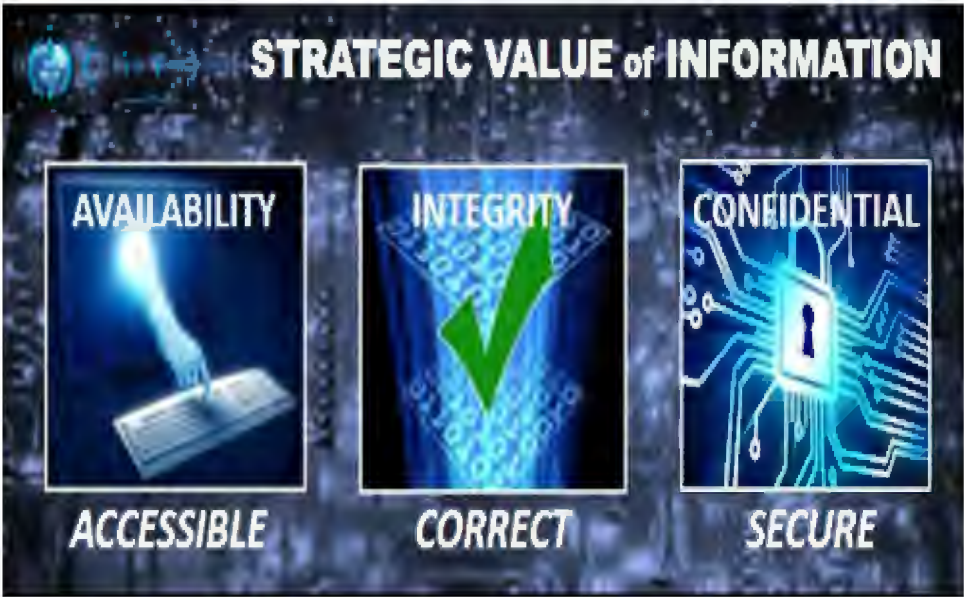 STRATEGIC VALUE of INFORMATION
AVAILABILITY
INTEGRITY
CONFIDENTIAL
ACCESSIBLE
CORRECT
SECURE